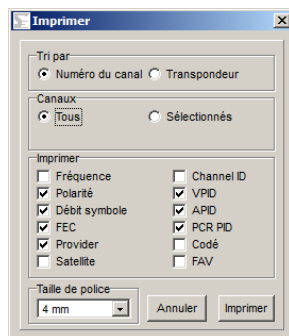 Imprimer
Tri par
Numéro du canal Transpondeur
Canaux
Tous Sélectionnés
Imprimer
Fréquence Channel ID
Polarité VPID
Débit symbole APID
FEC PCR PID
Provider Codé
Satellite FAV
Taille de police
4 mm Annuler Imprimer